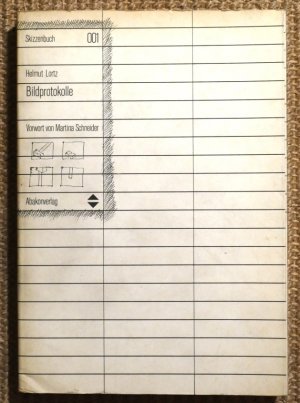 Skizzenbuch 001
Helmut Lortz
Bildprotokolle
Vorwort von Martina Schneider
Abakonverlag